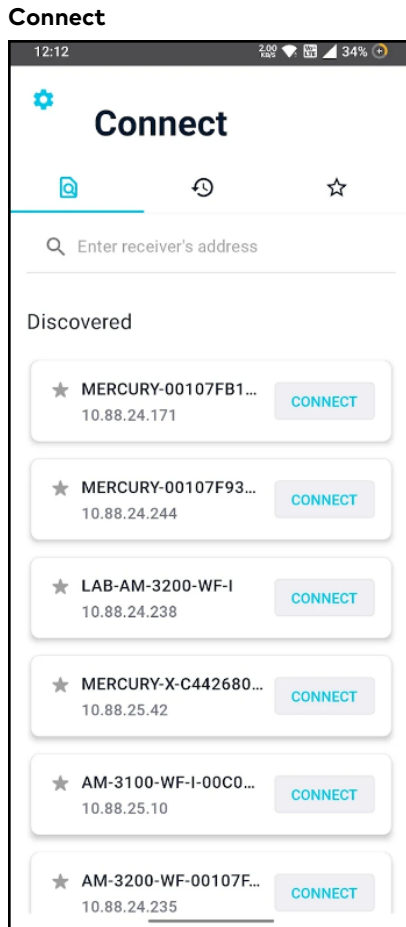 Connect
12:12 2.00 KB/S 34%
Connect
Enter receiver's address
Discovered
MERCURY-00107FB1...
10.88.24.171
CONNECT
MERCURY-00107F93...
10.88.24.244
CONNECT
LAB-AM-3200-WF-I
10.88.24.238
CONNECT
MERCURY-X-C442680...
10.88.25.42
CONNECT
AM-3100-WF-I-00C0...
10.88.25.10
CONNECT
AM-3200-WF-00107F...
10.88.24.235
CONNECT